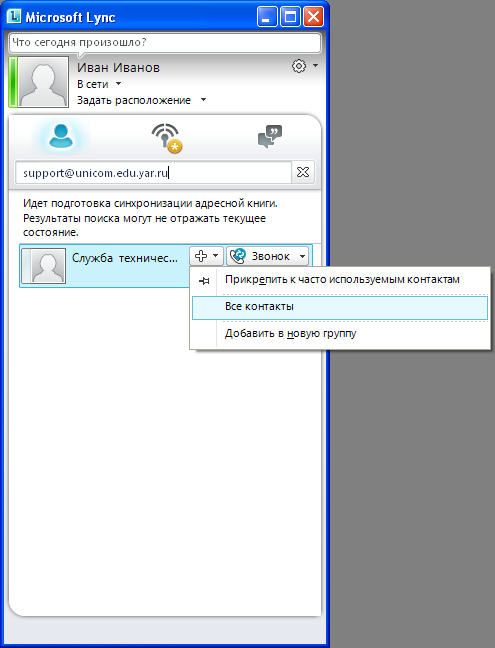 Microsoft Lync
Что сегодня произошло?
Иван Иванов
В сети
Задать расположение
support@unicom.edu.yar.ru
Идет подготовка синхронизации адресной книги.
Результаты поиска могут не отражать текущее
состояние.
Служба техничес...
Звонок
Прикрепить к часто используемым контактам
Все контакты
Добавить в новую группу